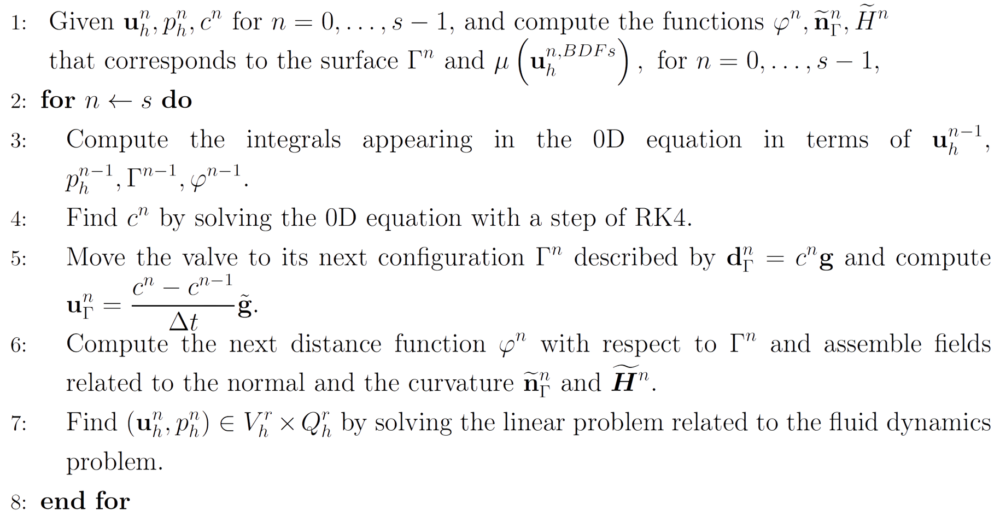 1: Given $\mathbf{u}_h^n, p_h^n, c^n$ for $n = 0, \ldots, s-1$, and compute the functions $\varphi^n, \widetilde{\mathbf{n}}_\Gamma^n, \widetilde{H}^n$
that corresponds to the surface $\Gamma^n$ and $\mu\left(\mathbf{u}_h^{n,BDFs}\right)$, for $n = 0, \ldots, s-1$,
2: for $n \leftarrow s$ do
3: Compute the integrals appearing in the 0D equation in terms of $\mathbf{u}_h^{n-1}$,
$p_h^{n-1}, \Gamma^{n-1}, \varphi^{n-1}$.
4: Find $c^n$ by solving the 0D equation with a step of RK4.
5: Move the valve to its next configuration $\Gamma^n$ described by $\mathbf{d}_\Gamma^n = c^n \mathbf{g}$ and compute
$\mathbf{u}_\Gamma^n = \dfrac{c^n - c^{n-1}}{\Delta t} \tilde{\mathbf{g}}$.
6: Compute the next distance function $\varphi^n$ with respect to $\Gamma^n$ and assemble fields
related to the normal and the curvature $\widetilde{\mathbf{n}}_\Gamma^n$ and $\widetilde{\boldsymbol{H}}^n$.
7: Find $(\mathbf{u}_h^n, p_h^n) \in V_h^r \times Q_h^r$ by solving the linear problem related to the fluid dynamics
problem.
8: end for